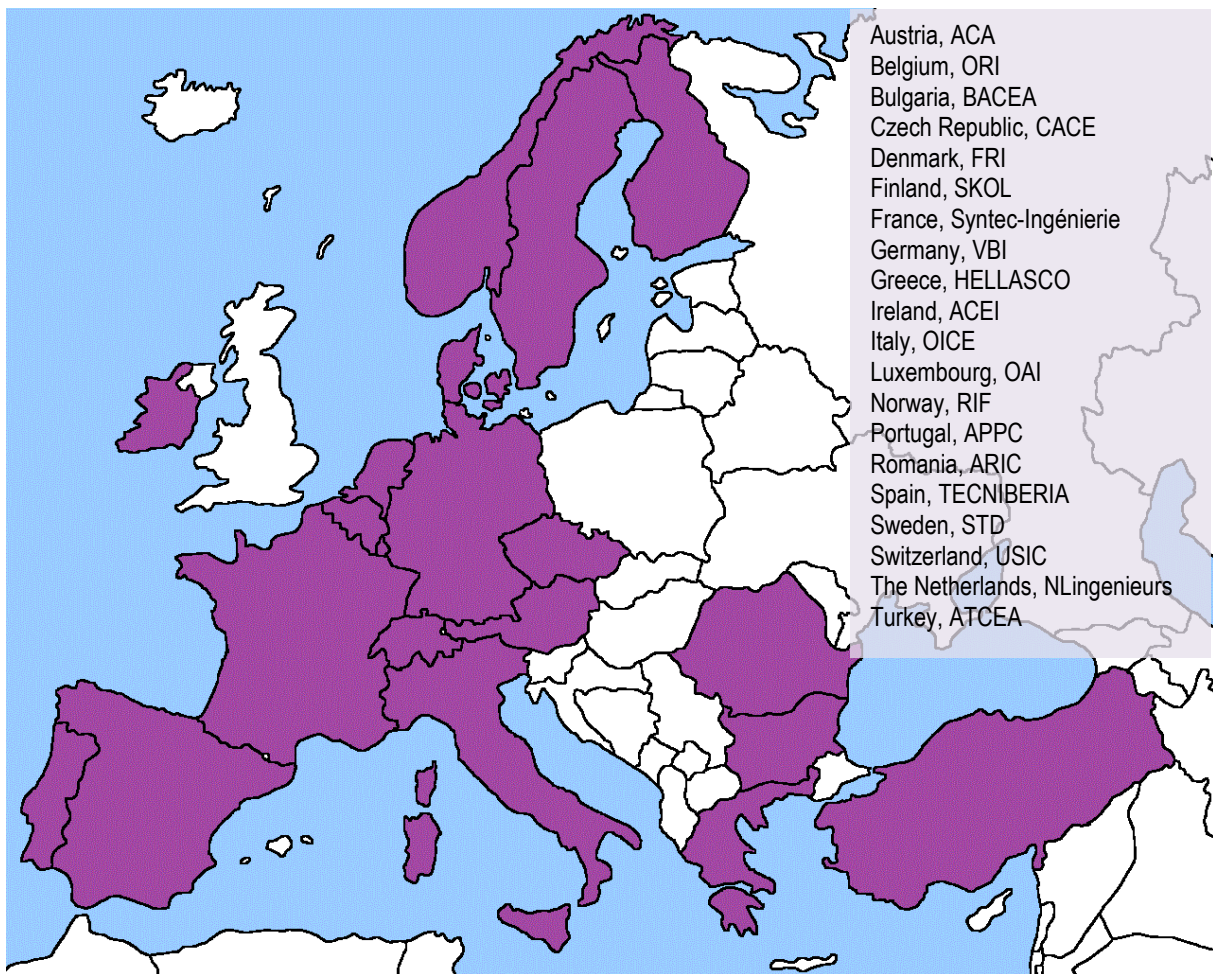 Austria, ACA
Belgium, ORI
Bulgaria, BACEA
Czech Republic, CACE
Denmark, FRI
Finland, SKOL
France, Syntec-Ingénierie
Germany, VBI
Greece, HELLASCO
Ireland, ACEI
Italy, OICE
Luxembourg, OAI
Norway, RIF
Portugal, APPC
Romania, ARIC
Spain, TECNIBERIA
Sweden, STD
Switzerland, USIC
The Netherlands, NLingenieurs
Turkey, ATCEA